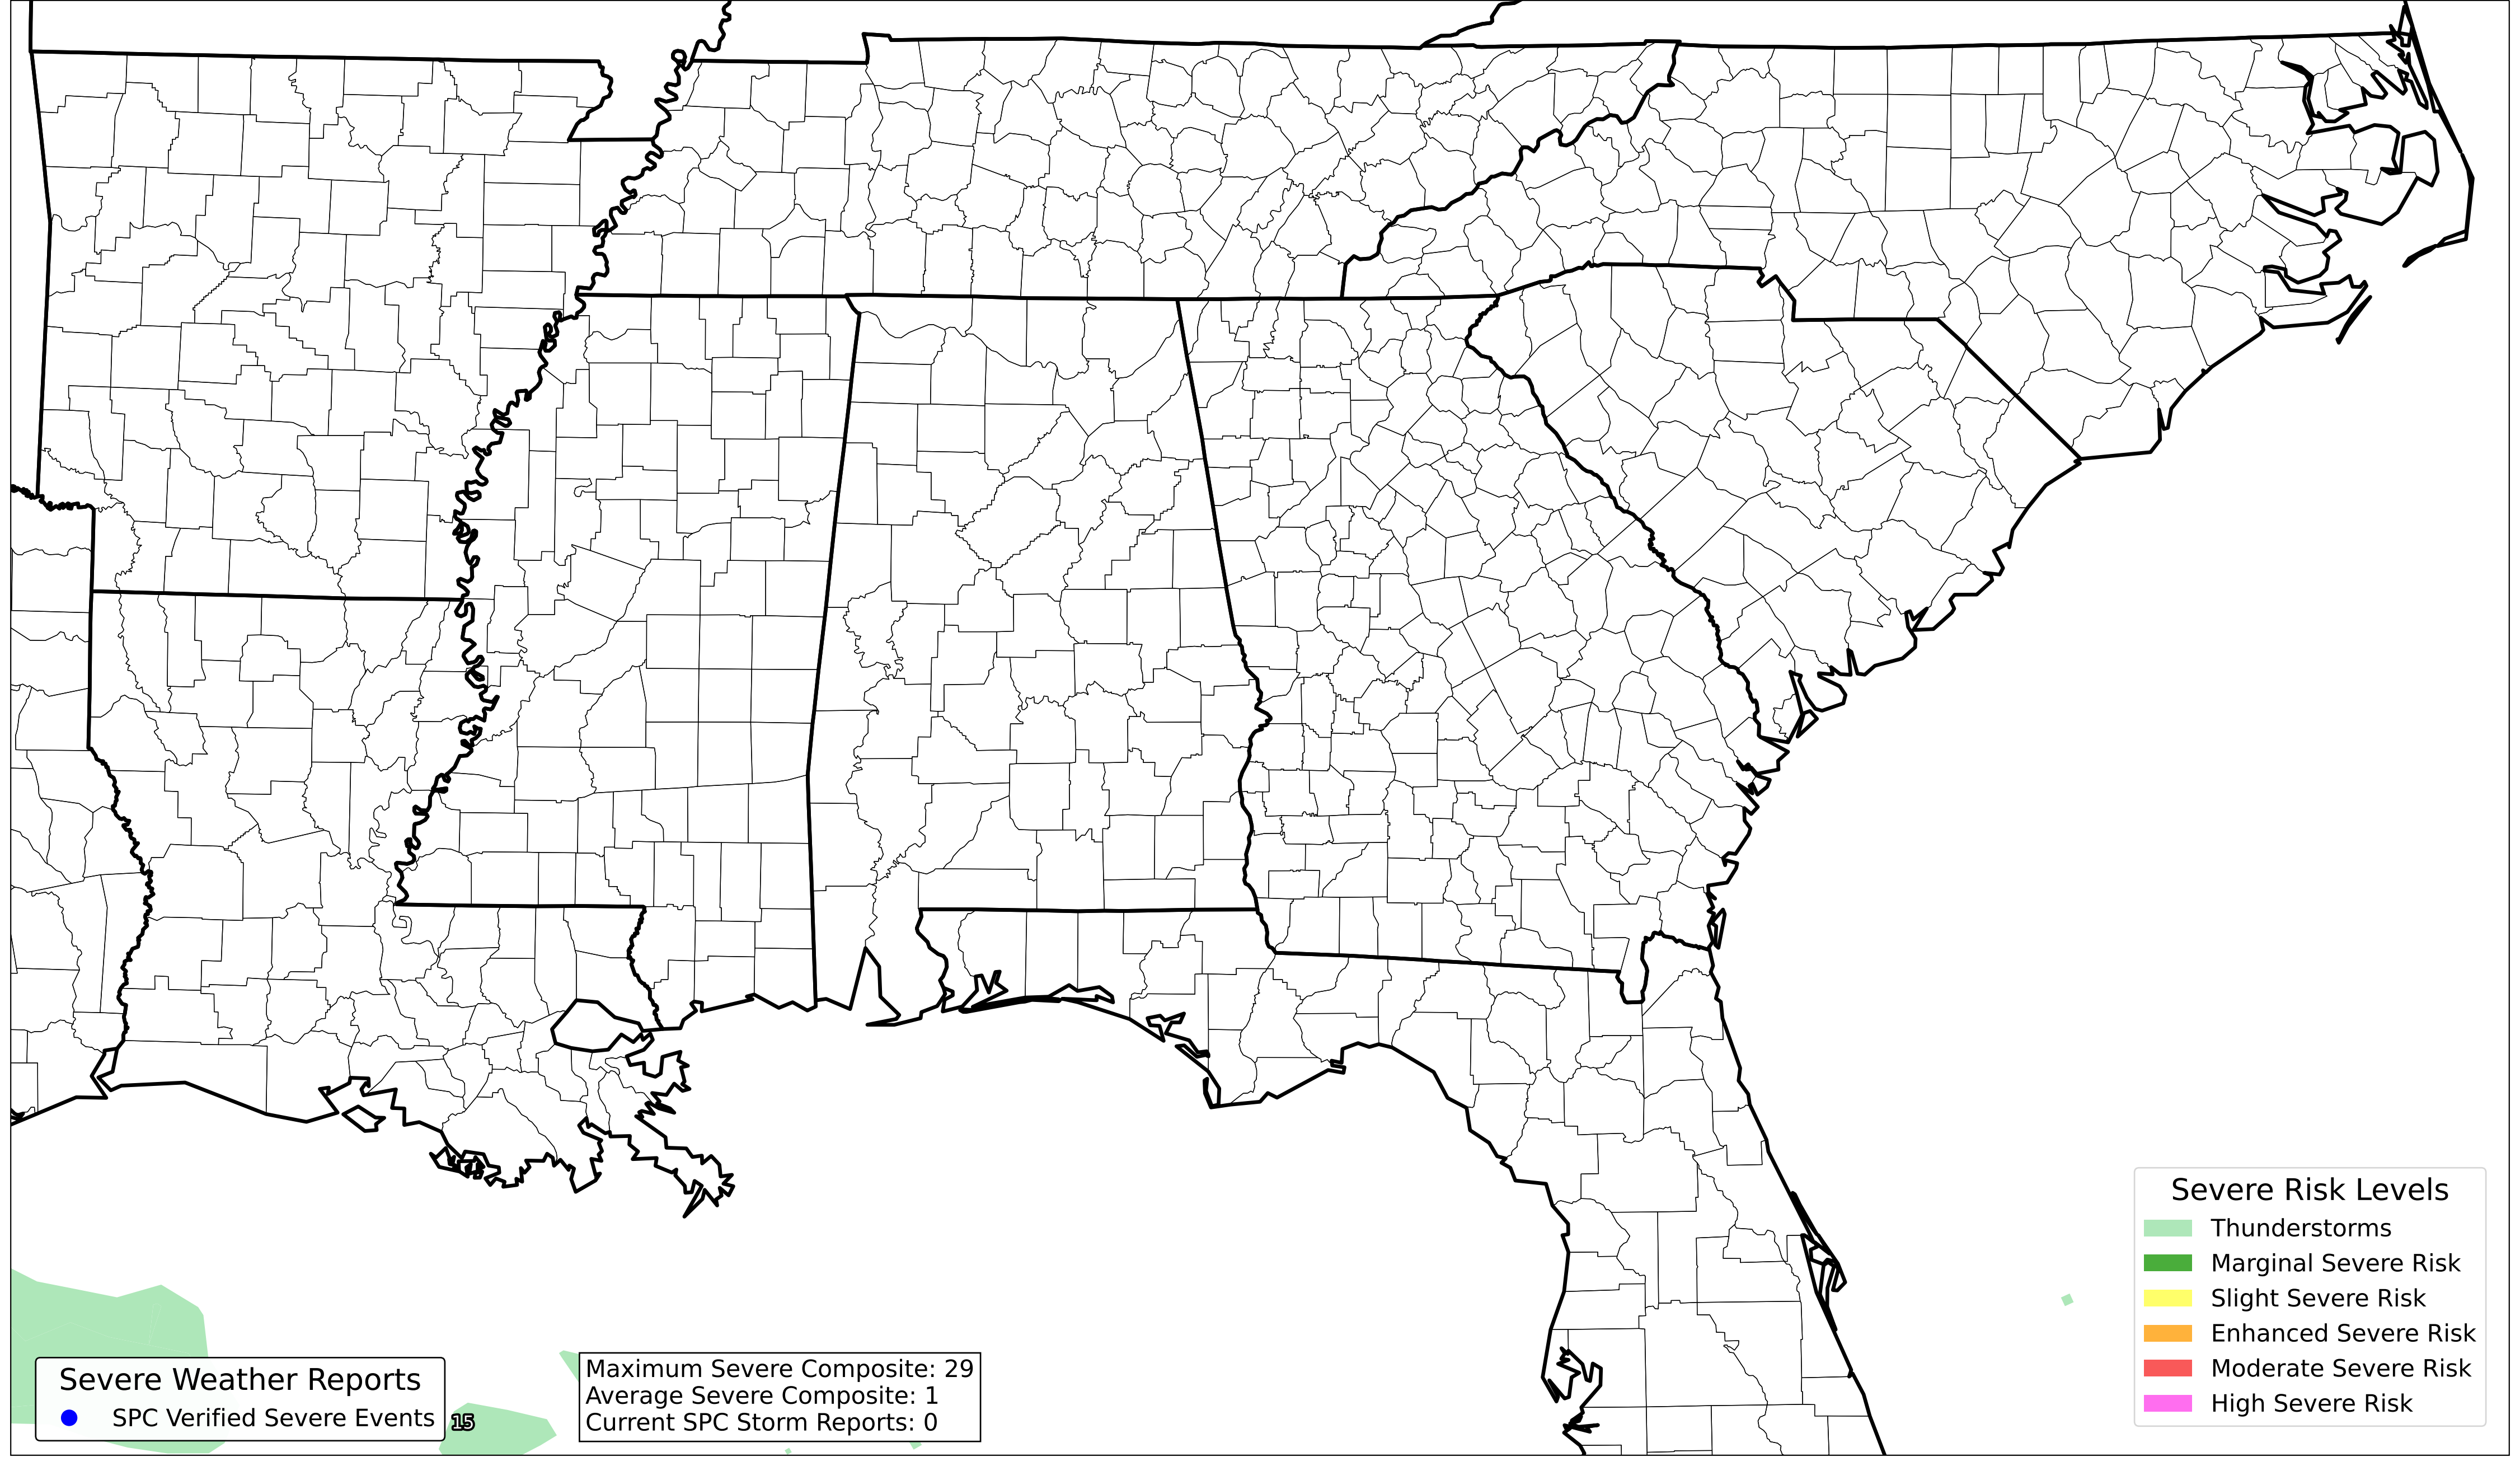 Severe Weather Reports
SPC Verified Severe Events
15
Maximum Severe Composite: 29
Average Severe Composite: 1
Current SPC Storm Reports: 0
Severe Risk Levels
Thunderstorms
Marginal Severe Risk
Slight Severe Risk
Enhanced Severe Risk
Moderate Severe Risk
High Severe Risk